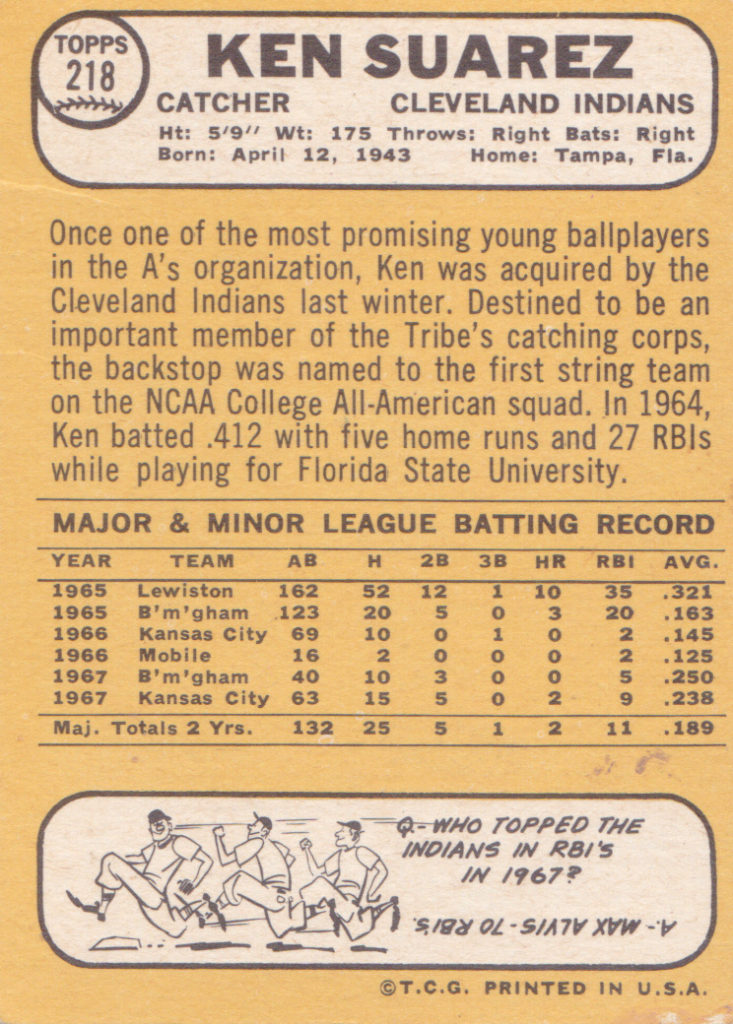 TOPPS
218
KEN SUAREZ
CATCHER CLEVELAND INDIANS
Ht: 5'9" Wt: 175 Throws: Right Bats: Right
Born: April 12, 1943 Home: Tampa, Fla.
Once one of the most promising young ballplayers
in the A's organization, Ken was acquired by the
Cleveland Indians last winter. Destined to be an
important member of the Tribe's catching corps,
the backstop was named to the first string team
on the NCAA College All-American squad. In 1964,
Ken batted .412 with five home runs and 27 RBIs
while playing for Florida State University.
MAJOR & MINOR LEAGUE BATTING RECORD
YEAR TEAM AB H 2B 3B HR RBI AVG.
1965 Lewiston 162 52 12 1 10 35 .321
1965 B'm'gham 123 20 5 0 3 20 .163
1966 Kansas City 69 10 0 1 0 2 .145
1966 Mobile 16 2 0 0 0 2 .125
1967 B'm'gham 40 10 3 0 0 5 .250
1967 Kansas City 63 15 5 0 2 9 .238
Maj. Totals 2 Yrs. 132 25 5 1 2 11 .189
Q.- WHO TOPPED THE
INDIANS IN RBI'S
IN 1967?
A.- MAX ALVIS - 70 RBI'S.
©T.C.G. PRINTED IN U.S.A.